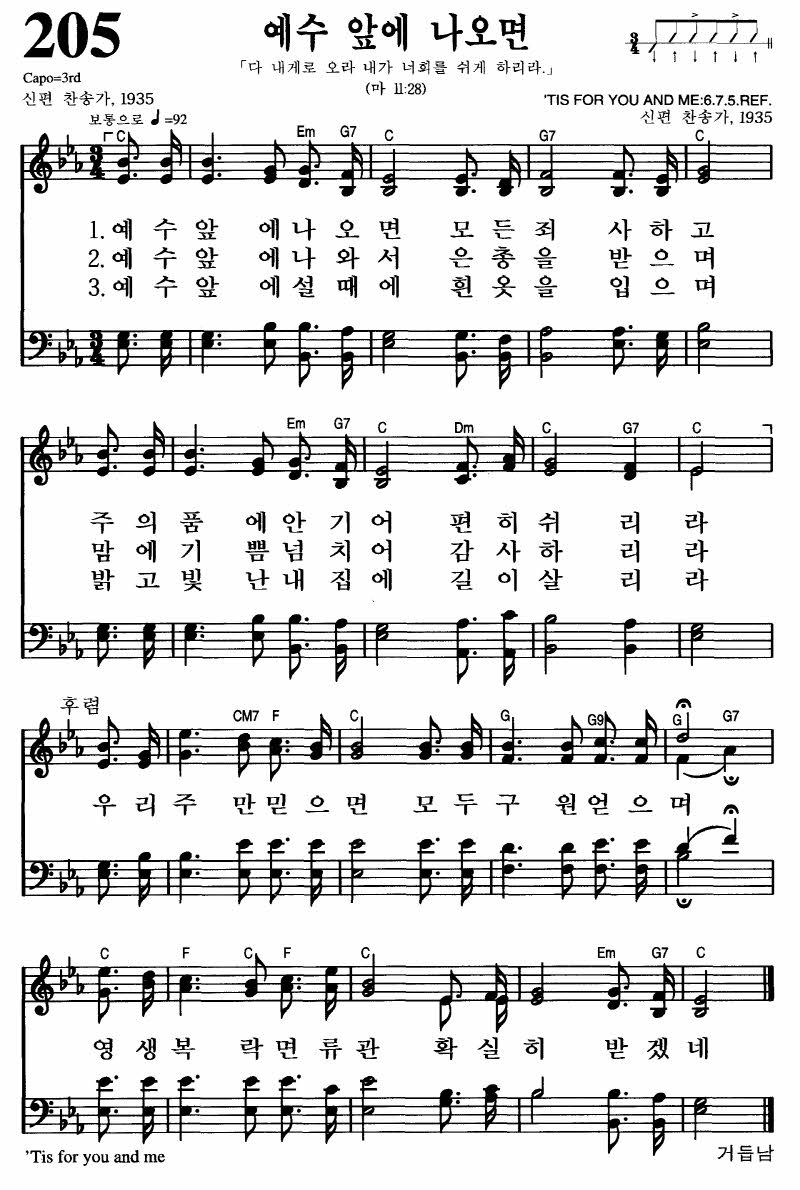 205
예수 앞에 나오면
「다 내게로 오라 내가 너희를 쉬게 하리라.」
(마 11:28)
Capo=3rd
신편 찬송가, 1935
'TIS FOR YOU AND ME:6.7.5.REF.
신편 찬송가, 1935
보통으로 ♩=92
3/4
C Em G7 C G7 C
1.예 수 앞 에 나 오 면 모 든 죄 사 하 고
2.예 수 앞 에 나 와 서 은 총 을 받 으 며
3.예 수 앞 에 설 때 에 흰 옷 을 입 으 며
Em G7 C Dm C G7 C
주 의 품 에 안 기 어 편 히 쉬 리 라
맘 에 기 쁨 넘 치 어 감 사 하 리 라
밝 고 빛 난 내 집 에 길 이 살 리 라
후렴
CM7 F C G G9 G G7
우 리 주 만 믿 으 면 모 두 구 원 얻 으 며
C F C F C Em G7 C
영 생 복 락 면 류 관 확 실 히 받 겠 네
'Tis for you and me
거듭남